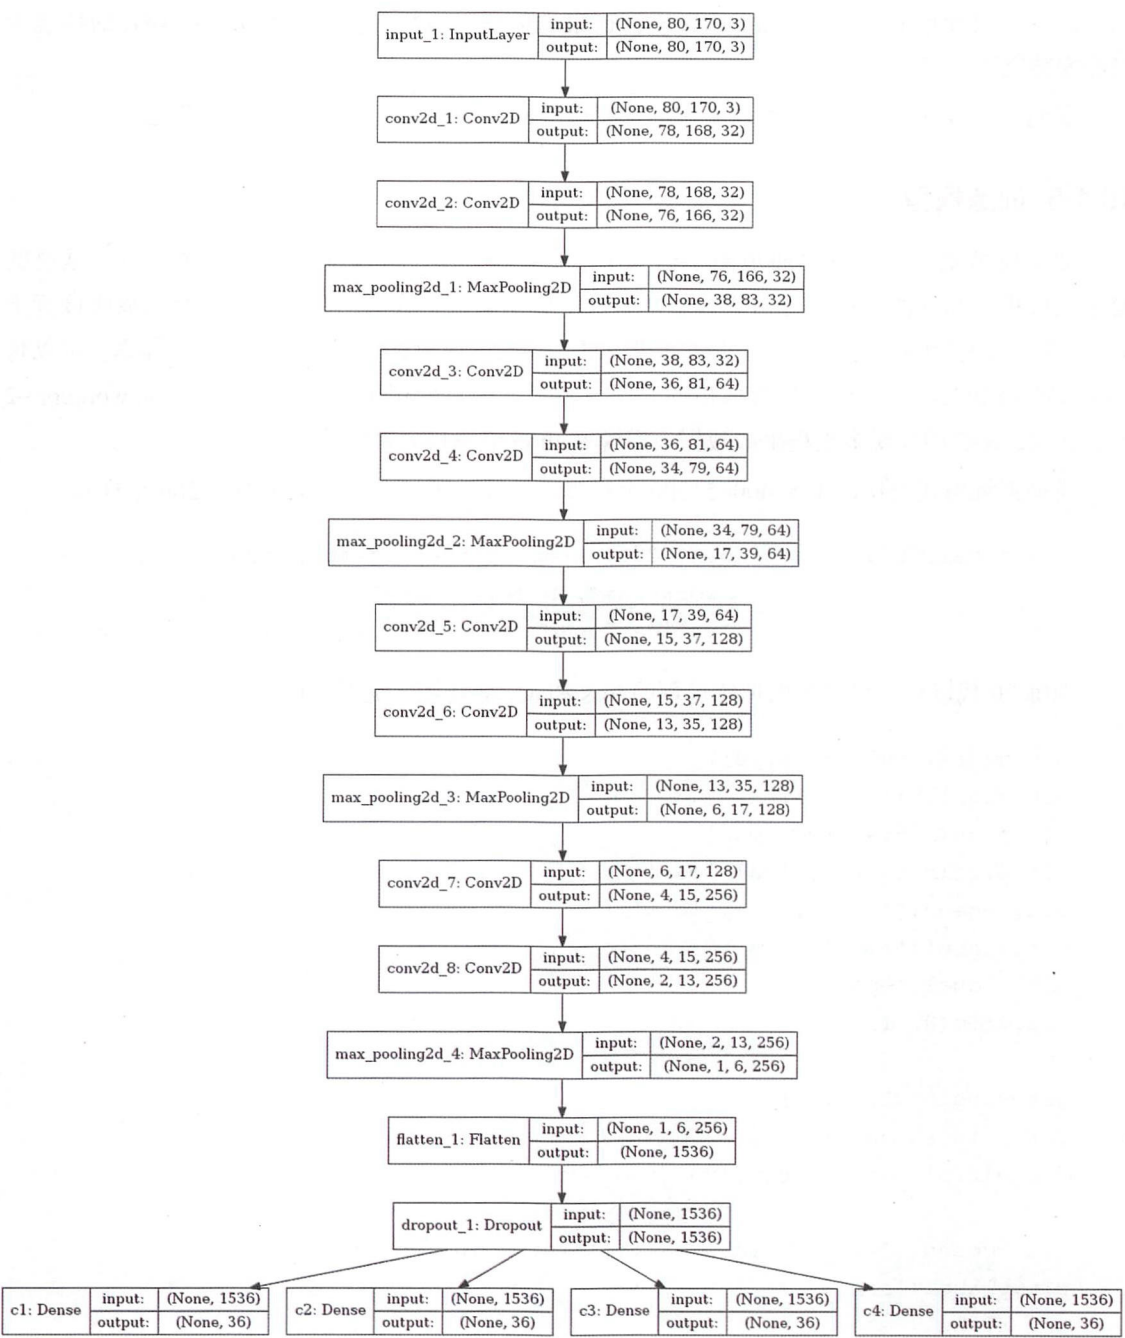 input_1: InputLayer
input: (None, 80, 170, 3)
output: (None, 80, 170, 3)
conv2d_1: Conv2D
input: (None, 80, 170, 3)
output: (None, 78, 168, 32)
conv2d_2: Conv2D
input: (None, 78, 168, 32)
output: (None, 76, 166, 32)
max_pooling2d_1: MaxPooling2D
input: (None, 76, 166, 32)
output: (None, 38, 83, 32)
conv2d_3: Conv2D
input: (None, 38, 83, 32)
output: (None, 36, 81, 64)
conv2d_4: Conv2D
input: (None, 36, 81, 64)
output: (None, 34, 79, 64)
max_pooling2d_2: MaxPooling2D
input: (None, 34, 79, 64)
output: (None, 17, 39, 64)
conv2d_5: Conv2D
input: (None, 17, 39, 64)
output: (None, 15, 37, 128)
conv2d_6: Conv2D
input: (None, 15, 37, 128)
output: (None, 13, 35, 128)
max_pooling2d_3: MaxPooling2D
input: (None, 13, 35, 128)
output: (None, 6, 17, 128)
conv2d_7: Conv2D
input: (None, 6, 17, 128)
output: (None, 4, 15, 256)
conv2d_8: Conv2D
input: (None, 4, 15, 256)
output: (None, 2, 13, 256)
max_pooling2d_4: MaxPooling2D
input: (None, 2, 13, 256)
output: (None, 1, 6, 256)
flatten_1: Flatten
input: (None, 1, 6, 256)
output: (None, 1536)
dropout_1: Dropout
input: (None, 1536)
output: (None, 1536)
c1: Dense
input: (None, 1536)
output: (None, 36)
c2: Dense
input: (None, 1536)
output: (None, 36)
c3: Dense
input: (None, 1536)
output: (None, 36)
c4: Dense
input: (None, 1536)
output: (None, 36)